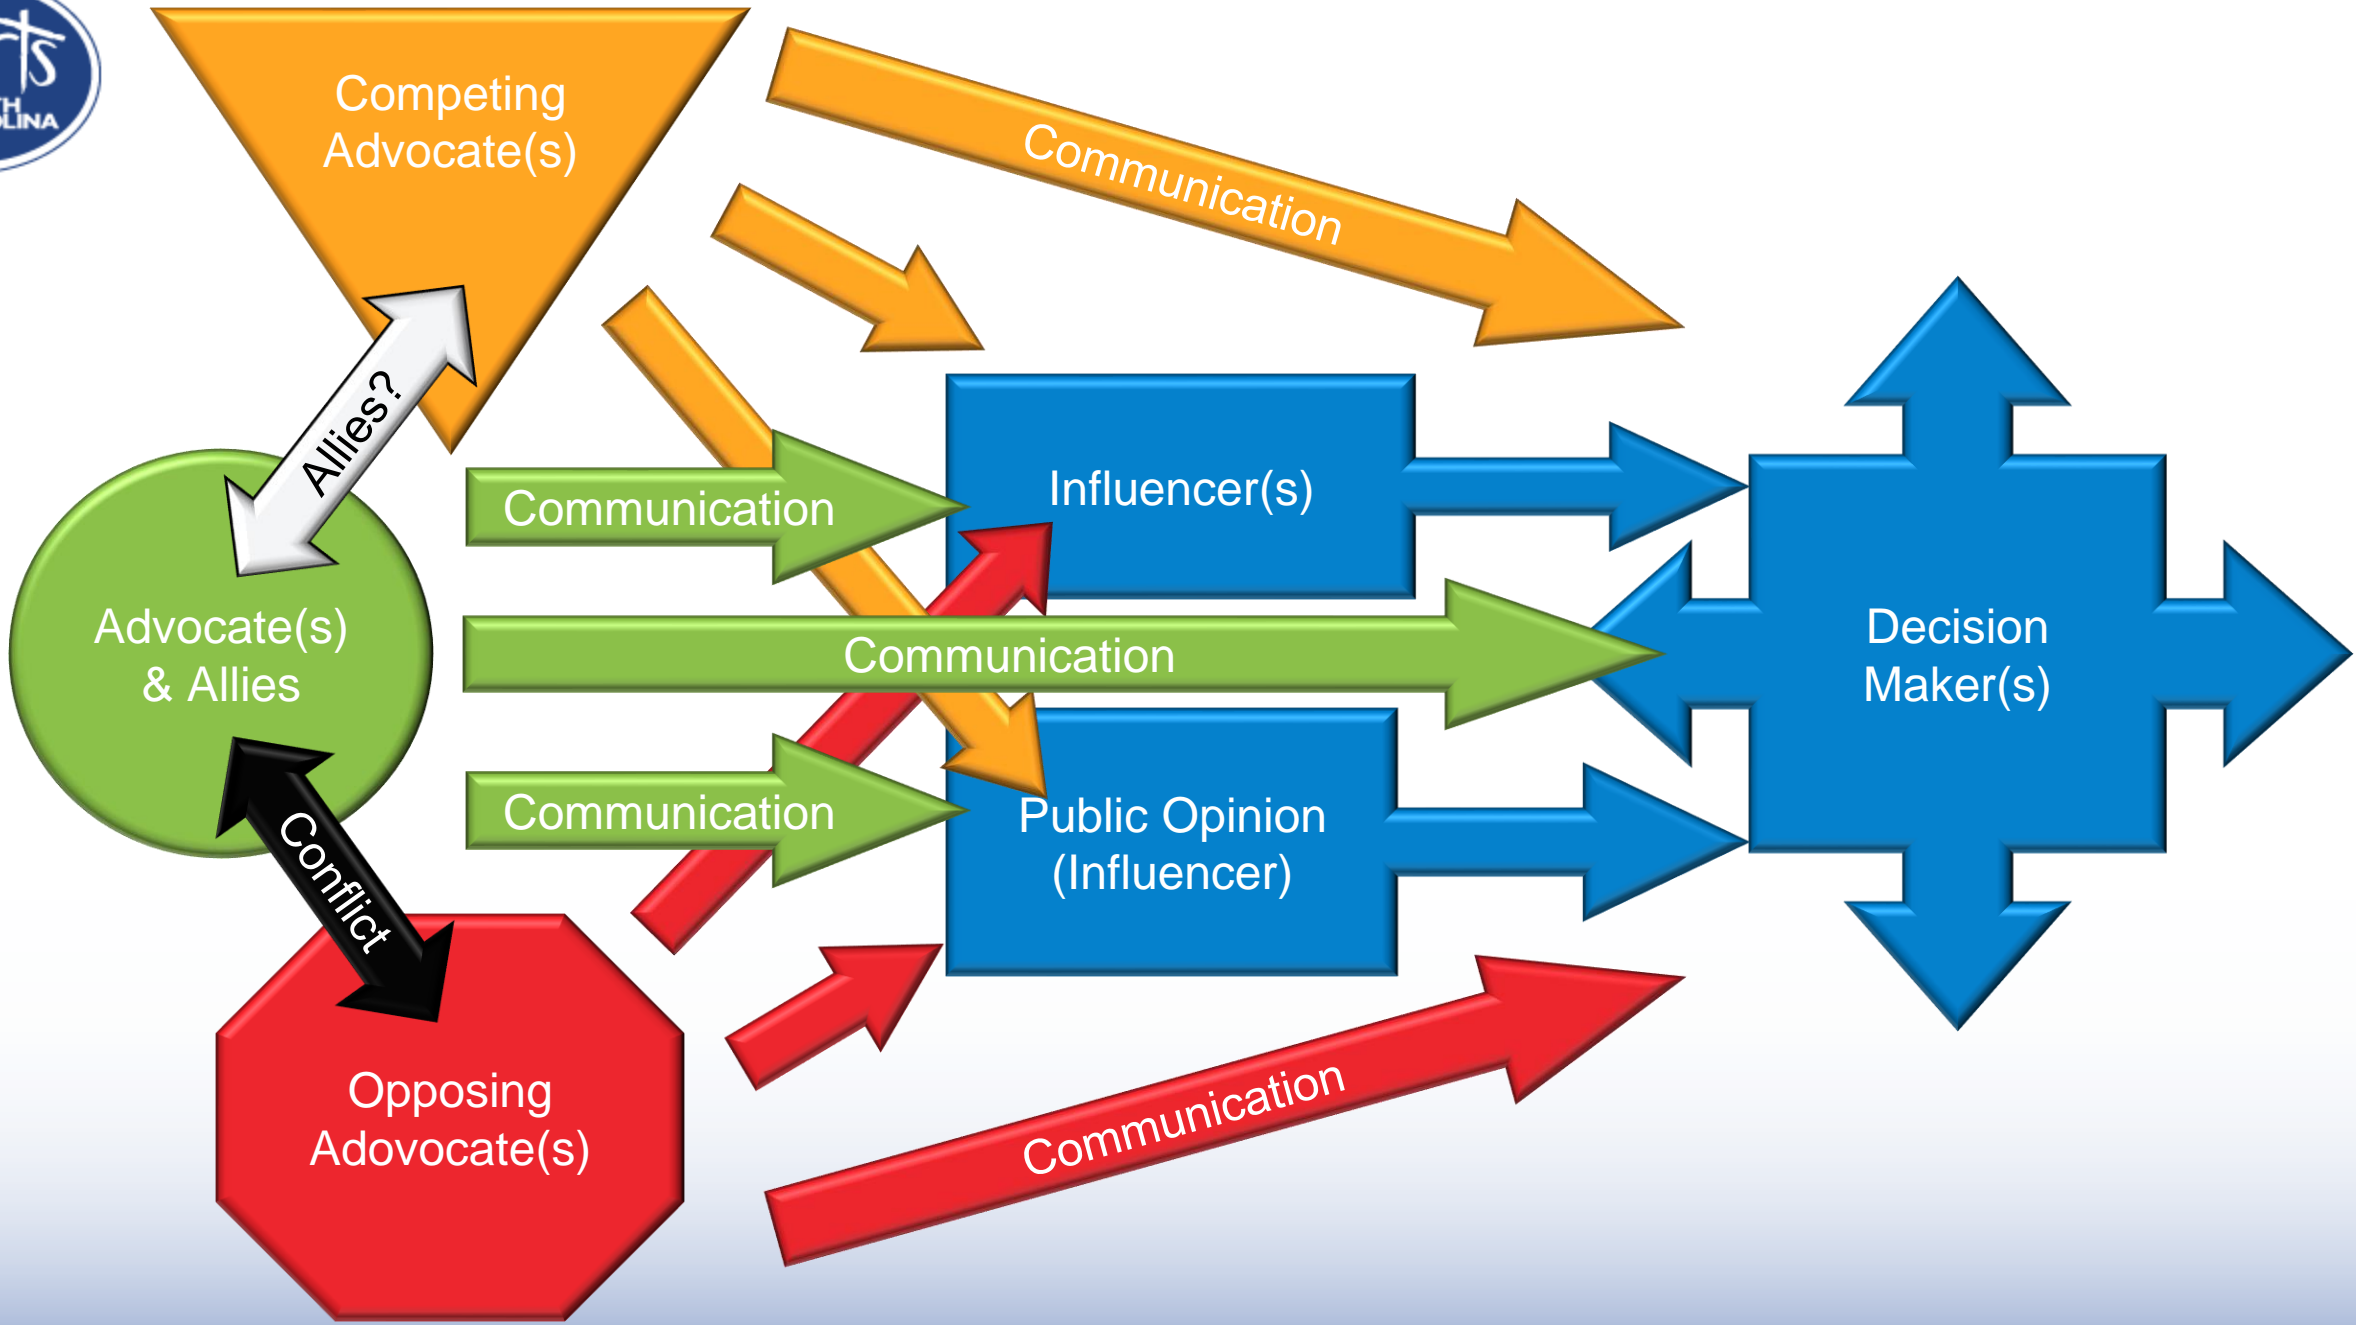 Competing
Advocate(s)
Communication
Allies?
Communication
Influencer(s)
Advocate(s)
& Allies
Communication
Decision
Maker(s)
Communication
Public Opinion
(Influencer)
Conflict
Opposing
Adovocate(s)
Communication